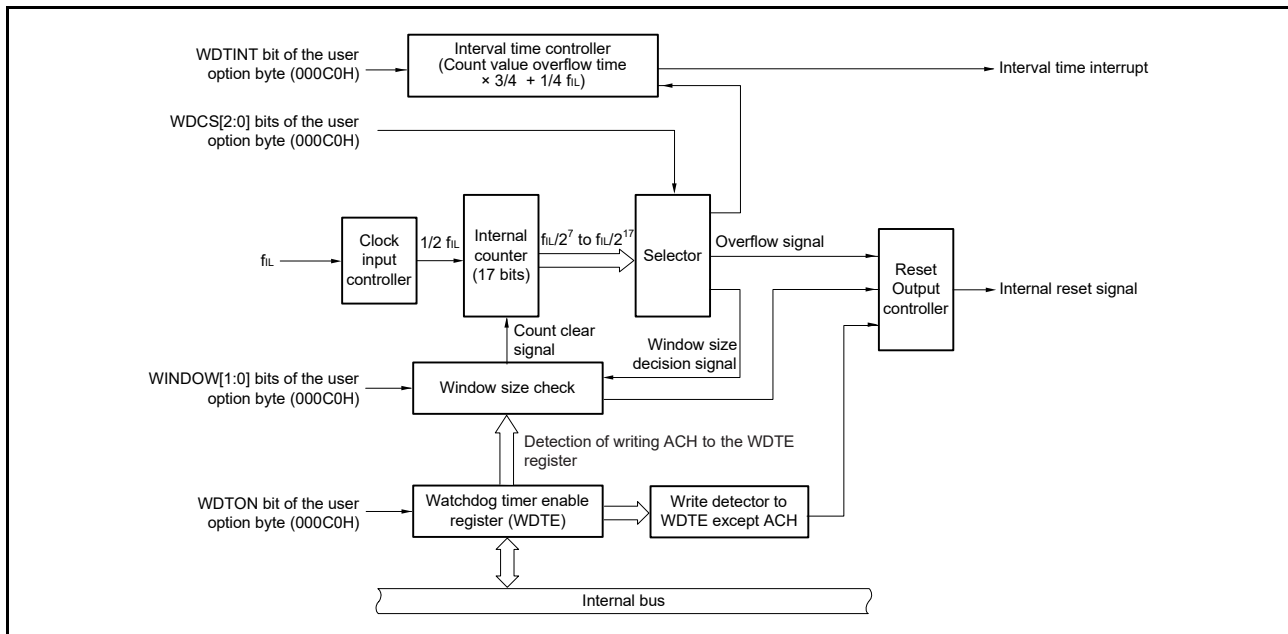 WDTINT bit of the user
option byte (000C0H)
Interval time controller
(Count value overflow time
× 3/4 + 1/4 fIL)
Interval time interrupt
WDCS[2:0] bits of the user
option byte (000C0H)
fIL
Clock
input
controller
1/2 fIL
Internal
counter
(17 bits)
fIL/2⁷ to fIL/2¹⁷
Selector
Overflow signal
Reset
Output
controller
Internal reset signal
Count clear
signal
Window size
decision signal
WINDOW[1:0] bits of the user
option byte (000C0H)
Window size check
Detection of writing ACH to the WDTE
register
WDTON bit of the user
option byte (000C0H)
Watchdog timer enable
register (WDTE)
Write detector to
WDTE except ACH
Internal bus